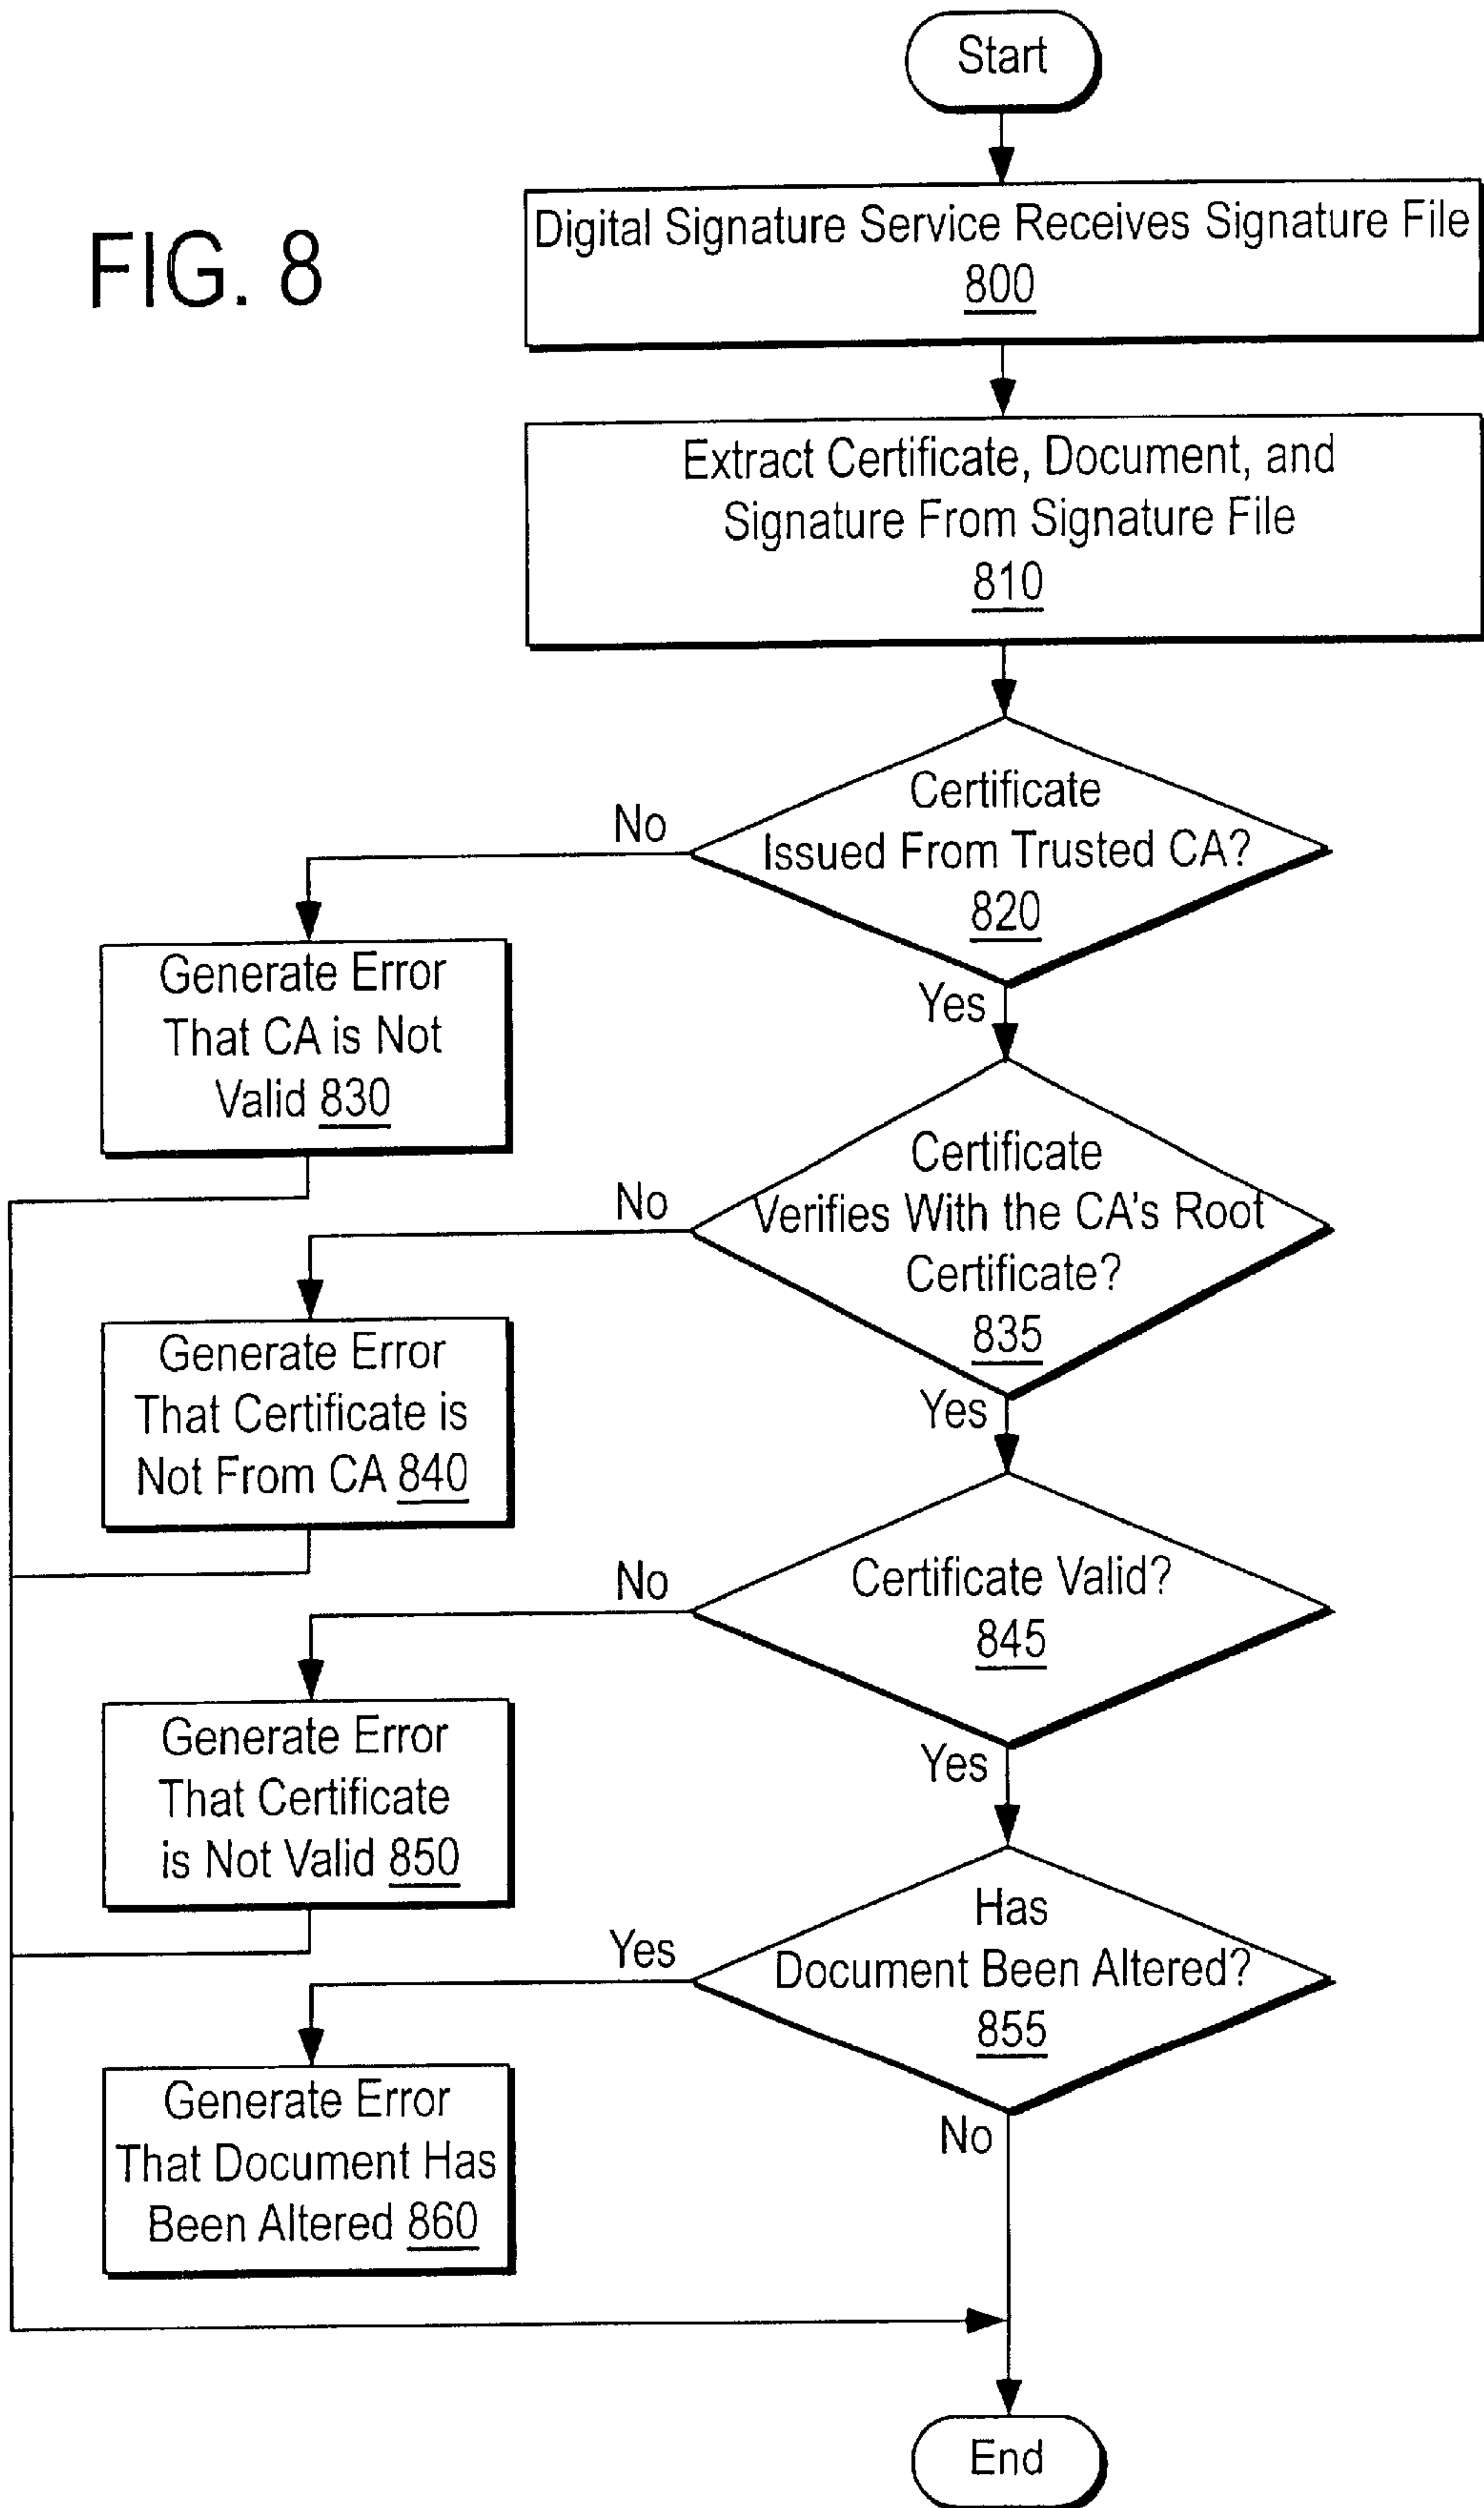 Start
FIG. 8
Digital Signature Service Receives Signature File
800
Extract Certificate, Document, and
Signature From Signature File
810
Certificate
Issued From Trusted CA?
820
No
Yes
Generate Error
That CA is Not
Valid 830
Certificate
Verifies With the CA's Root
Certificate?
835
No
Yes
Generate Error
That Certificate is
Not From CA 840
Certificate Valid?
845
No
Yes
Generate Error
That Certificate
is Not Valid 850
Has
Document Been Altered?
855
Yes
No
Generate Error
That Document Has
Been Altered 860
End